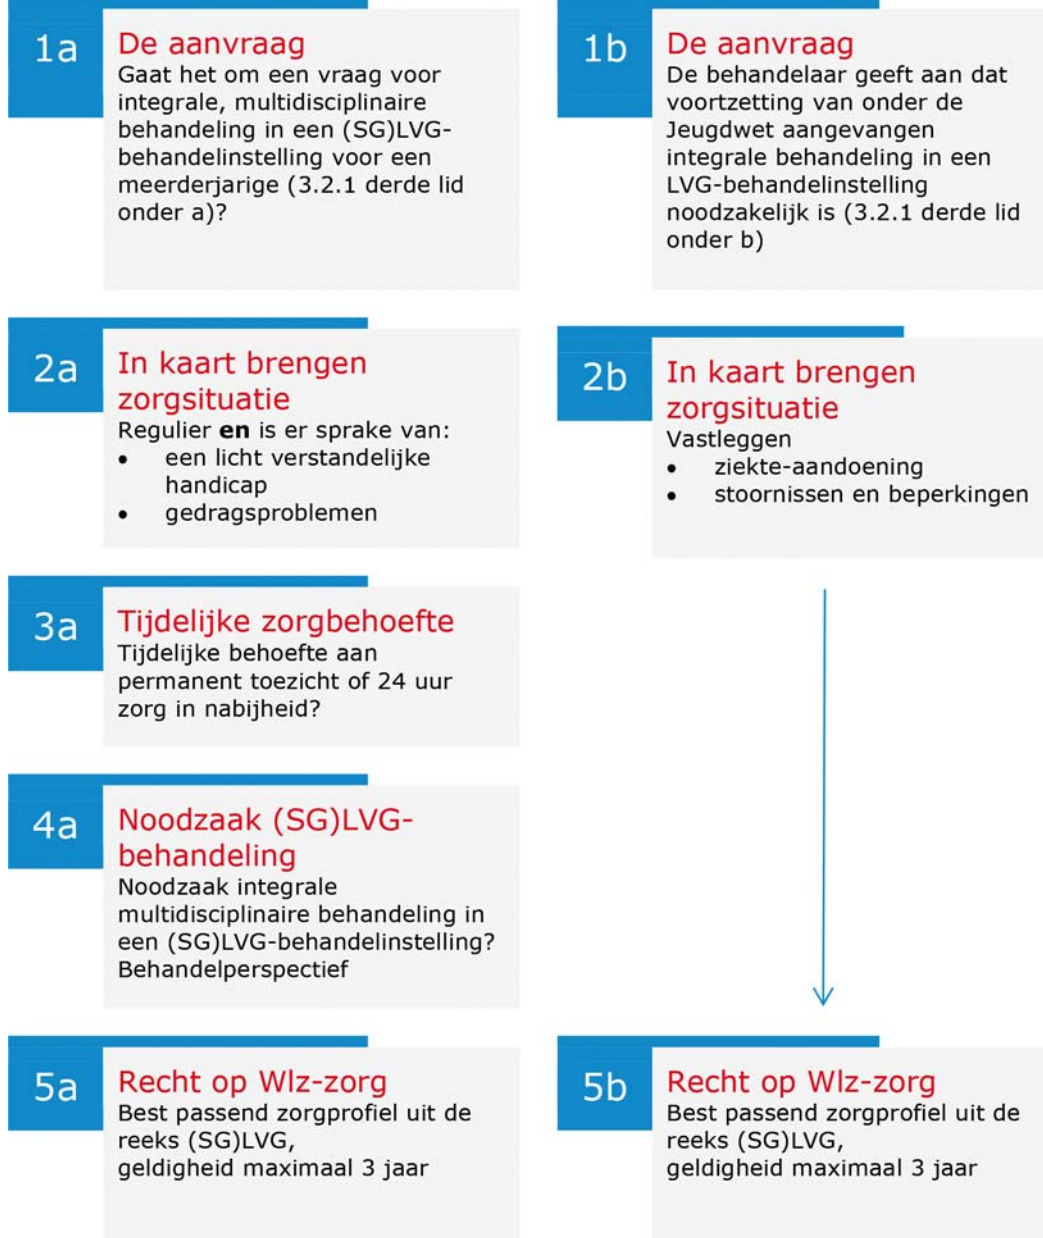 1a
De aanvraag
Gaat het om een vraag voor
integrale, multidisciplinaire
behandeling in een (SG)LVG-
behandelinstelling voor een
meerderjarige (3.2.1 derde lid
onder a)?
1b
De aanvraag
De behandelaar geeft aan dat
voortzetting van onder de
Jeugdwet aangevangen
integrale behandeling in een
LVG-behandelinstelling
noodzakelijk is (3.2.1 derde lid
onder b)
2a
In kaart brengen
zorgsituatie
Regulier en is er sprake van:
• een licht verstandelijke
handicap
• gedragsproblemen
2b
In kaart brengen
zorgsituatie
Vastleggen
• ziekte-aandoening
• stoornissen en beperkingen
3a
Tijdelijke zorgbehoefte
Tijdelijke behoefte aan
permanent toezicht of 24 uur
zorg in nabijheid?
4a
Noodzaak (SG)LVG-
behandeling
Noodzaak integrale
multidisciplinaire behandeling in
een (SG)LVG-behandelinstelling?
Behandelperspectief
5a
Recht op Wlz-zorg
Best passend zorgprofiel uit de
reeks (SG)LVG,
geldigheid maximaal 3 jaar
5b
Recht op Wlz-zorg
Best passend zorgprofiel uit de
reeks (SG)LVG,
geldigheid maximaal 3 jaar